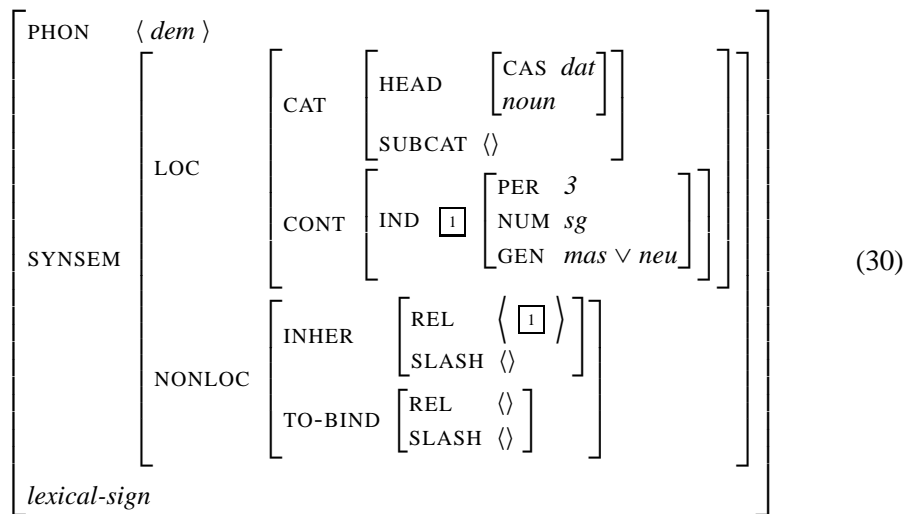 PHON ⟨ dem ⟩
CAS dat
HEAD
noun
CAT
SUBCAT ⟨⟩
LOC
PER 3
CONT IND 1 NUM sg
GEN mas ∨ neu
SYNSEM (30)
REL ⟨ 1 ⟩
INHER
SLASH ⟨⟩
NONLOC
REL ⟨⟩
TO-BIND
SLASH ⟨⟩
lexical-sign